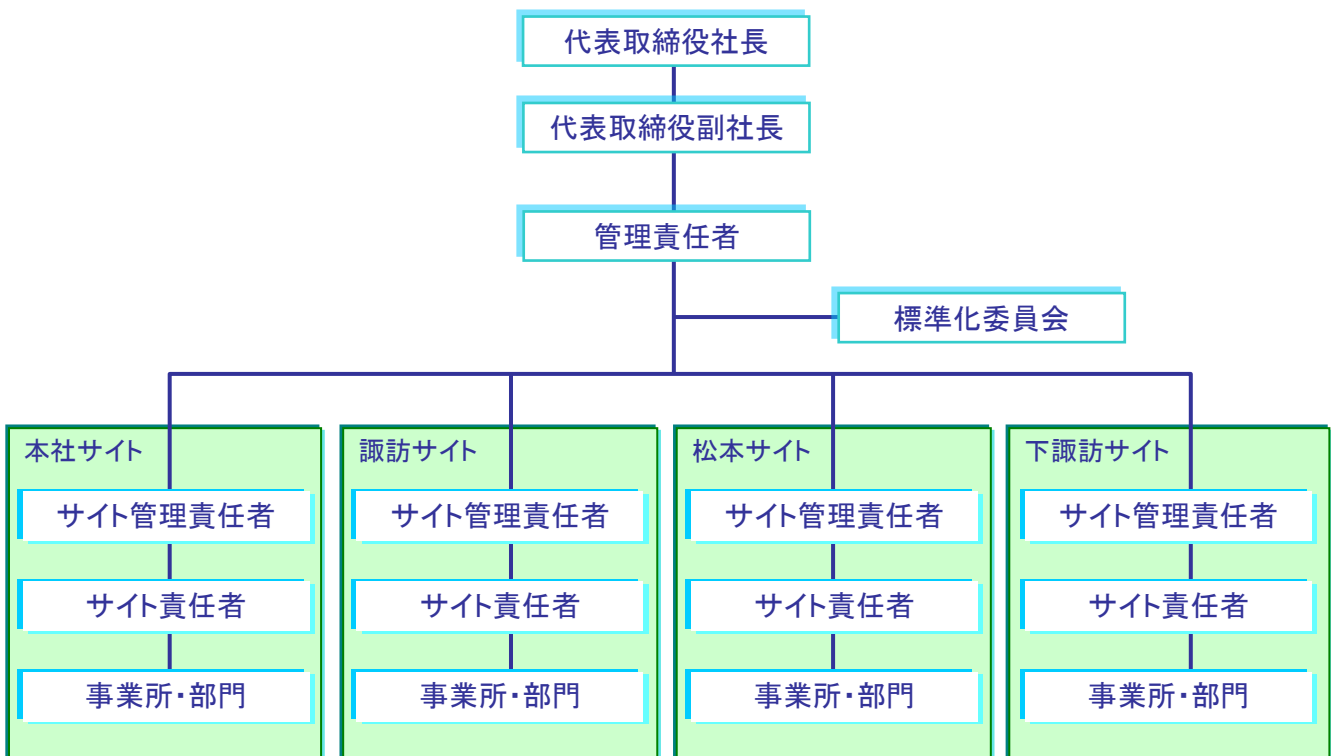 代表取締役社長
代表取締役副社長
管理責任者
標準化委員会
本社サイト
サイト管理責任者
サイト責任者
事業所・部門
諏訪サイト
サイト管理責任者
サイト責任者
事業所・部門
松本サイト
サイト管理責任者
サイト責任者
事業所・部門
下諏訪サイト
サイト管理責任者
サイト責任者
事業所・部門